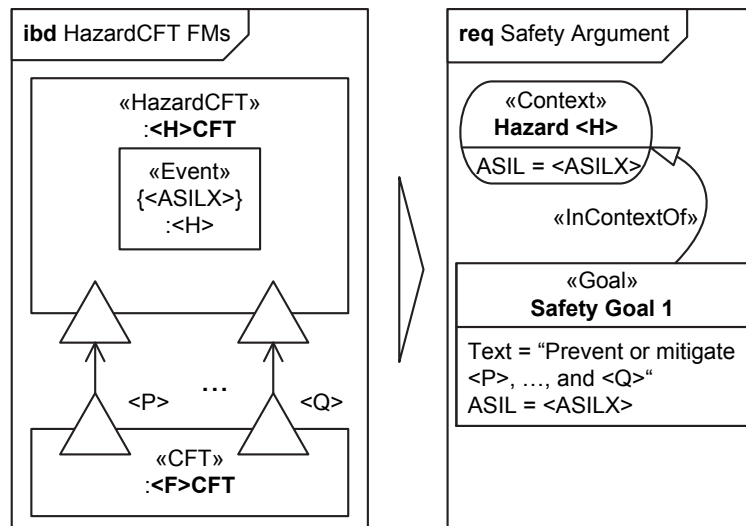 ibd HazardCFT FMs
«HazardCFT»
:<H>CFT
«Event»
{<ASILX>}
:<H>
<P>
...
<Q>
«CFT»
:<F>CFT
req Safety Argument
«Context»
Hazard <H>
ASIL = <ASILX>
«InContextOf»
«Goal»
Safety Goal 1
Text = “Prevent or mitigate
<P>, …, and <Q>“
ASIL = <ASILX>